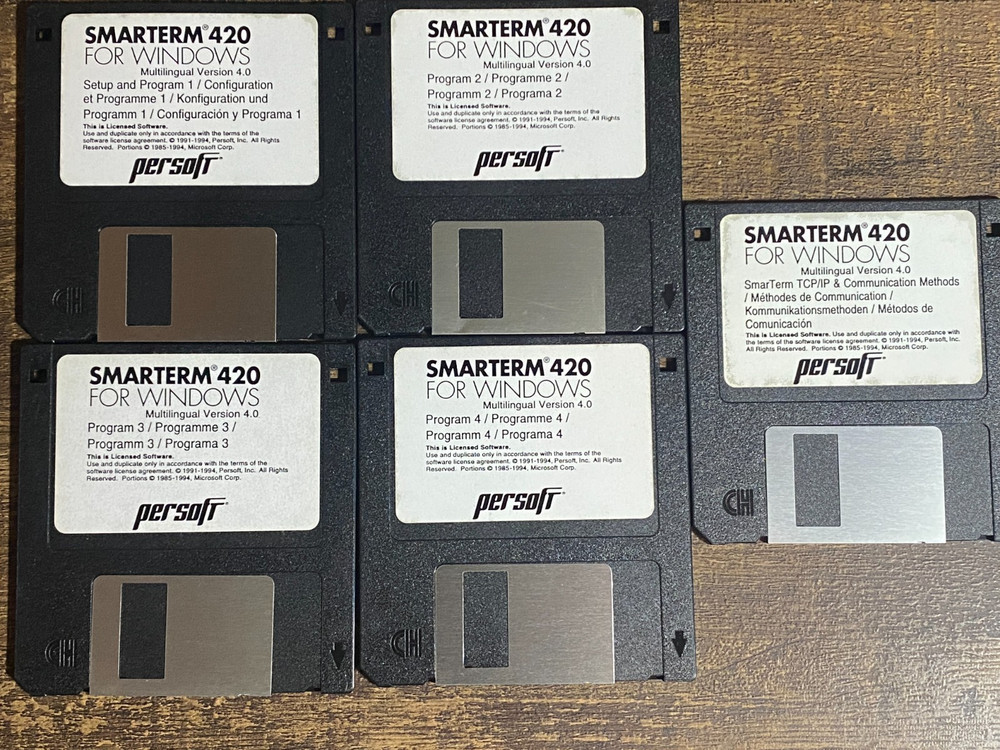 SMARTERM® 420
FOR WINDOWS
Multilingual Version 4.0
Setup and Program 1 / Configuration
et Programme 1 / Konfiguration und
Programm 1 / Configuración y Programa 1
This is Licensed Software.
Use and duplicate only in accordance with the terms of the
software license agreement. © 1991-1994, Persoft, Inc. All Rights
Reserved. Portions © 1985-1994, Microsoft Corp.
persoft®
CH
SMARTERM® 420
FOR WINDOWS
Multilingual Version 4.0
Program 2 / Programme 2 /
Programm 2 / Programa 2
This is Licensed Software.
Use and duplicate only in accordance with the terms of the
software license agreement. © 1991-1994, Persoft, Inc. All Rights
Reserved. Portions © 1985-1994, Microsoft Corp.
persoft®
CH
SMARTERM® 420
FOR WINDOWS
Multilingual Version 4.0
SmarTerm TCP/IP & Communication Methods
/ Méthodes de Communication /
Kommunikationsmethoden / Métodos de
Comunicación
This is Licensed Software. Use and duplicate only in accordance with
the terms of the software license agreement. © 1991-1994, Persoft, Inc.
All Rights Reserved. Portions © 1985-1994, Microsoft Corp.
persoft®
CH
SMARTERM® 420
FOR WINDOWS
Multilingual Version 4.0
Program 3 / Programme 3 /
Programm 3 / Programa 3
This is Licensed Software.
Use and duplicate only in accordance with the terms of the
software license agreement. © 1991-1994, Persoft, Inc. All Rights
Reserved. Portions © 1985-1994, Microsoft Corp.
persoft®
CH
SMARTERM® 420
FOR WINDOWS
Multilingual Version 4.0
Program 4 / Programme 4 /
Programm 4 / Programa 4
This is Licensed Software.
Use and duplicate only in accordance with the terms of the
software license agreement. © 1991-1994, Persoft, Inc. All Rights
Reserved. Portions © 1985-1994, Microsoft Corp.
persoft®
CH